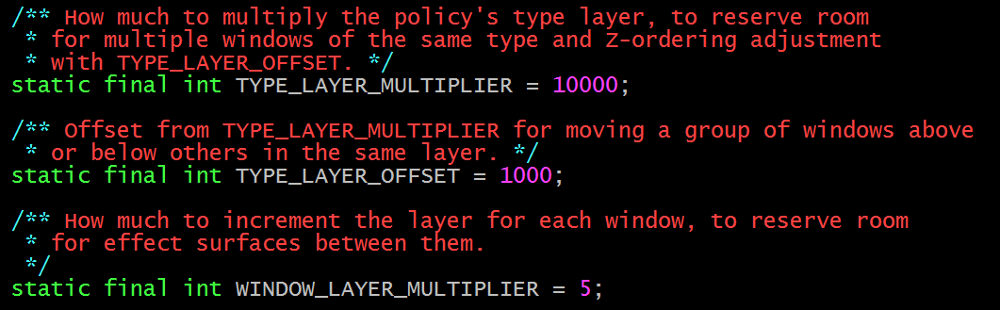 /** How much to multiply the policy's type layer, to reserve room
 * for multiple windows of the same type and Z-ordering adjustment
 * with TYPE_LAYER_OFFSET. */
static final int TYPE_LAYER_MULTIPLIER = 10000;
/** Offset from TYPE_LAYER_MULTIPLIER for moving a group of windows above
 * or below others in the same layer. */
static final int TYPE_LAYER_OFFSET = 1000;
/** How much to increment the layer for each window, to reserve room
 * for effect surfaces between them.
 */
static final int WINDOW_LAYER_MULTIPLIER = 5;